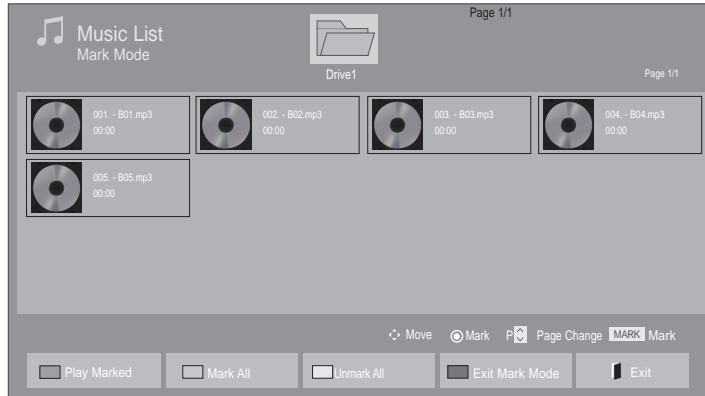 Page 1/1
Music List
Mark Mode
Drive1
Page 1/1
001. - B01.mp3
00:00
002. - B02.mp3
00:00
003. - B03.mp3
00:00
004. - B04.mp3
00:00
005. - B05.mp3
00:00
Move Mark P Page Change MARK Mark
Play Marked Mark All Unmark All Exit Mark Mode Exit